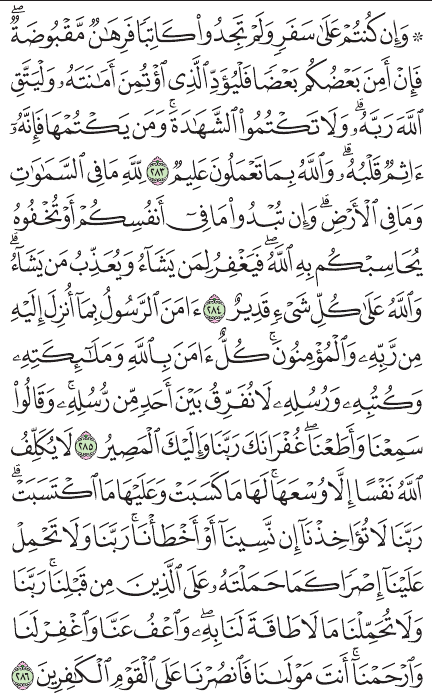 ۞ وَإِن كُنتُمْ عَلَىٰ سَفَرٍ وَلَمْ تَجِدُوا۟ كَاتِبًا فَرِهَـٰنٌ مَّقْبُوضَةٌ ۖ
فَإِنْ أَمِنَ بَعْضُكُم بَعْضًا فَلْيُؤَدِّ ٱلَّذِى ٱؤْتُمِنَ أَمَـٰنَتَهُۥ وَلْيَتَّقِ
ٱللَّهَ رَبَّهُۥ ۗ وَلَا تَكْتُمُوا۟ ٱلشَّهَـٰدَةَ ۚ وَمَن يَكْتُمْهَا فَإِنَّهُۥٓ
ءَاثِمٌ قَلْبُهُۥ ۗ وَٱللَّهُ بِمَا تَعْمَلُونَ عَلِيمٌ ٢٨٣ لِّلَّهِ مَا فِى ٱلسَّمَـٰوَٰتِ
وَمَا فِى ٱلْأَرْضِ ۗ وَإِن تُبْدُوا۟ مَا فِىٓ أَنفُسِكُمْ أَوْ تُخْفُوهُ
يُحَاسِبْكُم بِهِ ٱللَّهُ ۖ فَيَغْفِرُ لِمَن يَشَآءُ وَيُعَذِّبُ مَن يَشَآءُ ۗ
وَٱللَّهُ عَلَىٰ كُلِّ شَىْءٍ قَدِيرٌ ٢٨٤ ءَامَنَ ٱلرَّسُولُ بِمَآ أُنزِلَ إِلَيْهِ
مِن رَّبِّهِۦ وَٱلْمُؤْمِنُونَ ۚ كُلٌّ ءَامَنَ بِٱللَّهِ وَمَلَـٰٓئِكَتِهِۦ
وَكُتُبِهِۦ وَرُسُلِهِۦ لَا نُفَرِّقُ بَيْنَ أَحَدٍ مِّن رُّسُلِهِۦ ۚ وَقَالُوا۟
سَمِعْنَا وَأَطَعْنَا ۖ غُفْرَانَكَ رَبَّنَا وَإِلَيْكَ ٱلْمَصِيرُ ٢٨٥ لَا يُكَلِّفُ
ٱللَّهُ نَفْسًا إِلَّا وُسْعَهَا ۚ لَهَا مَا كَسَبَتْ وَعَلَيْهَا مَا ٱكْتَسَبَتْ ۗ
رَبَّنَا لَا تُؤَاخِذْنَآ إِن نَّسِينَآ أَوْ أَخْطَأْنَا ۚ رَبَّنَا وَلَا تَحْمِلْ
عَلَيْنَآ إِصْرًا كَمَا حَمَلْتَهُۥ عَلَى ٱلَّذِينَ مِن قَبْلِنَا ۚ رَبَّنَا
وَلَا تُحَمِّلْنَا مَا لَا طَاقَةَ لَنَا بِهِۦ ۖ وَٱعْفُ عَنَّا وَٱغْفِرْ لَنَا
وَٱرْحَمْنَآ ۚ أَنتَ مَوْلَىٰنَا فَٱنصُرْنَا عَلَى ٱلْقَوْمِ ٱلْكَـٰفِرِينَ ٢٨٦